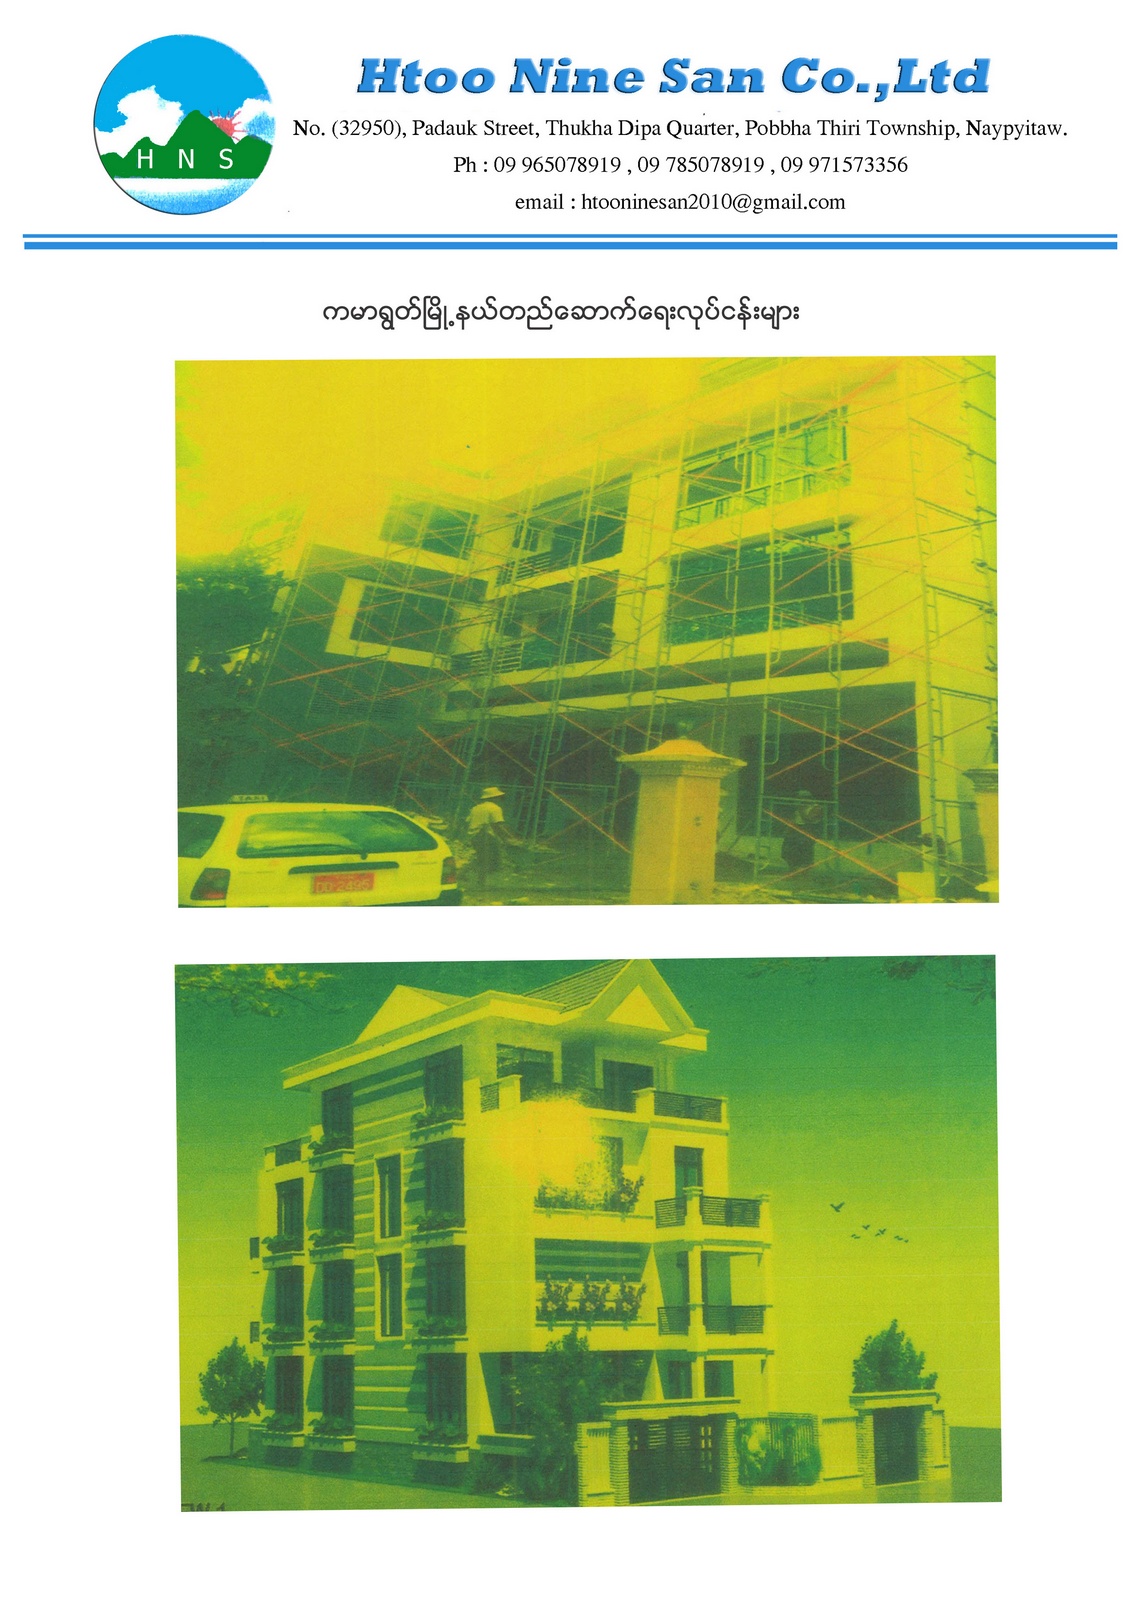 H N S
Htoo Nine San Co.,Ltd
No. (32950), Padauk Street, Thukha Dipa Quarter, Pobbha Thiri Township, Naypyitaw.
Ph : 09 965078919 , 09 785078919 , 09 971573356
email : htooninesan2010@gmail.com
ကမာရွတ်မြို့နယ်တည်ဆောက်ရေးလုပ်ငန်းများ
TAXI
DD-2495